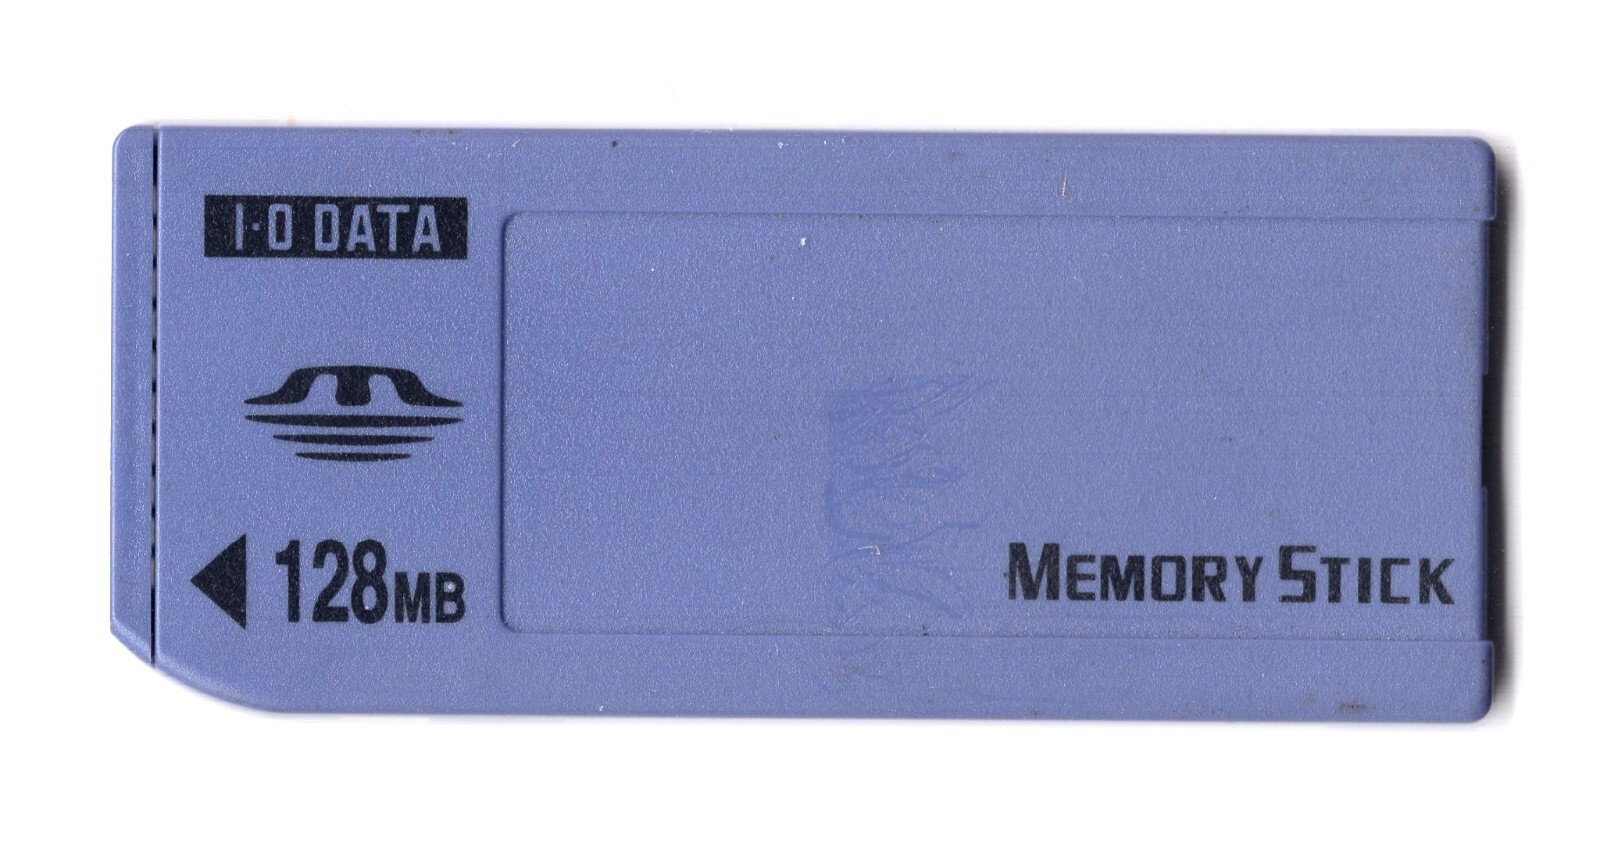 I·O DATA
128MB
MEMORY STICK